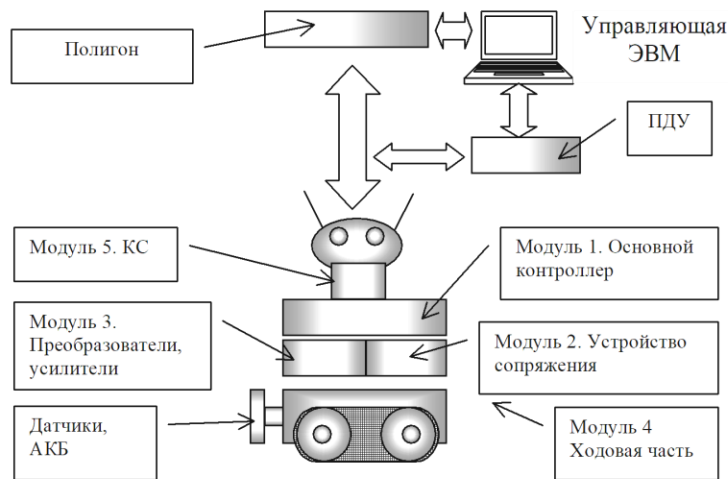 Полигон
Управляющая
ЭВМ
ПДУ
Модуль 5. КС
Модуль 1. Основной
контроллер
Модуль 3.
Преобразователи,
усилители
Модуль 2. Устройство
сопряжения
Датчики,
АКБ
Модуль 4
Ходовая часть